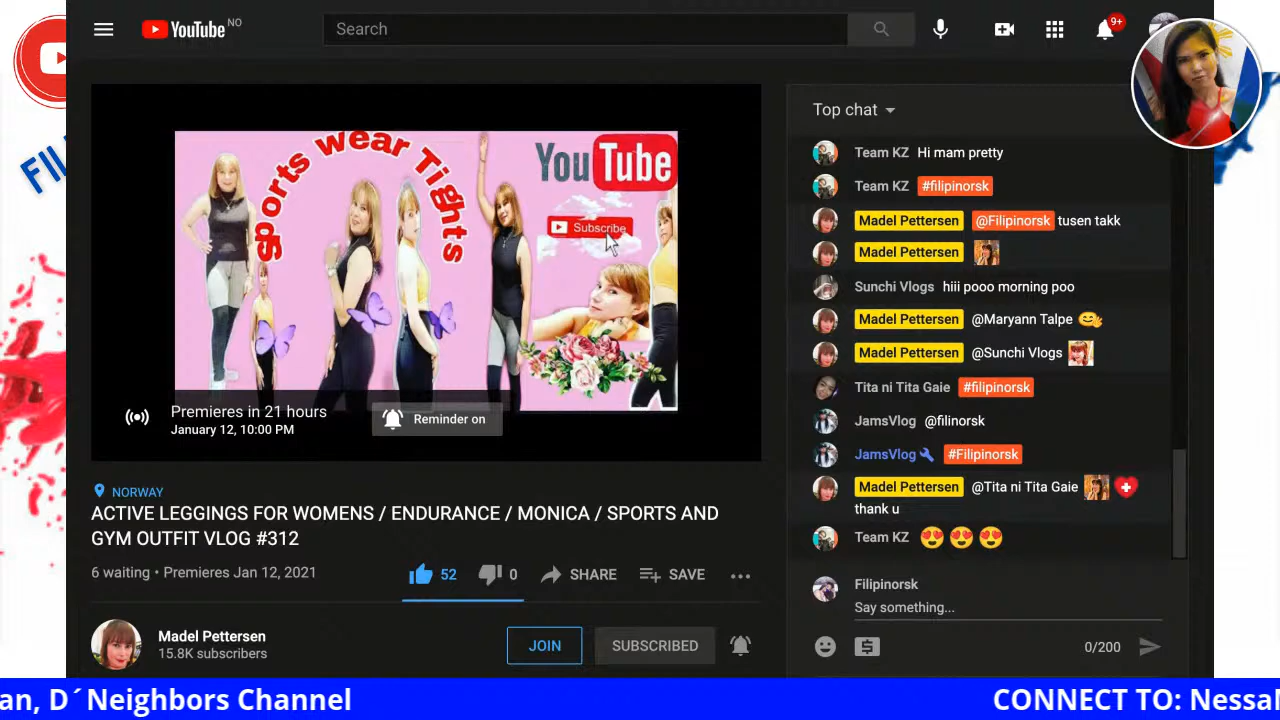 YouTube NO
Search
9+
FIL
sports wear Tights
YouTube
Subscribe
Premieres in 21 hours
January 12, 10:00 PM
Reminder on
NORWAY
ACTIVE LEGGINGS FOR WOMENS / ENDURANCE / MONICA / SPORTS AND
GYM OUTFIT VLOG #312
6 waiting • Premieres Jan 12, 2021
52
0
SHARE
SAVE
Madel Pettersen
15.8K subscribers
JOIN
SUBSCRIBED
Top chat
Team KZ Hi mam pretty
Team KZ #filipinorsk
Madel Pettersen @Filipinorsk tusen takk
Madel Pettersen
Sunchi Vlogs hiii pooo morning poo
Madel Pettersen @Maryann Talpe
Madel Pettersen @Sunchi Vlogs
Tita ni Tita Gaie #filipinorsk
JamsVlog @filinorsk
JamsVlog #Filipinorsk
Madel Pettersen @Tita ni Tita Gaie
thank u
Team KZ
Filipinorsk
Say something...
0/200
an, D´Neighbors Channel
CONNECT TO: Nessa